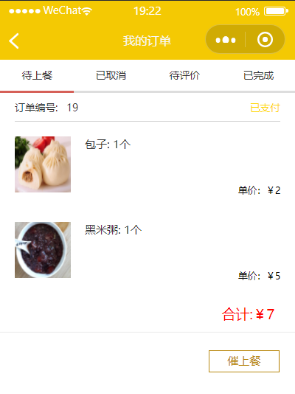 WeChat 19:22 100%
我的订单
待上餐 已取消 待评价 已完成
订单编号: 19 已支付
包子: 1个
单价: ¥2
黑米粥: 1个
单价: ¥5
合计: ¥7
催上餐